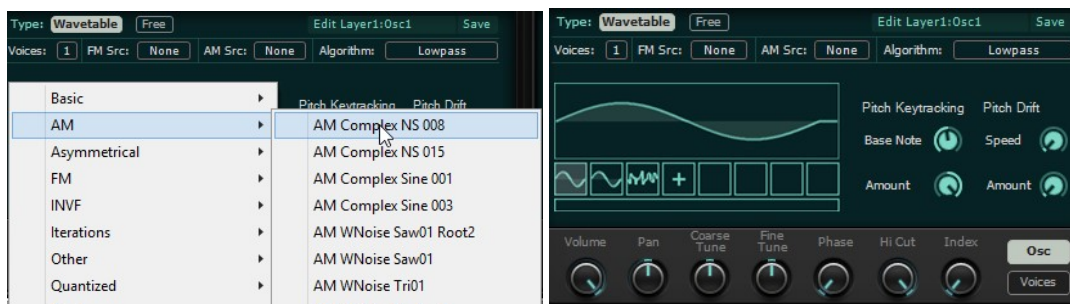 Type: Wavetable Free Edit Layer1:Osc1 Save
Voices: 1 FM Src: None AM Src: None Algorithm: Lowpass
Pitch Keytracking Pitch Drift
Basic
AM
Asymmetrical
FM
INVF
Iterations
Other
Quantized
AM Complex NS 008
AM Complex NS 015
AM Complex Sine 001
AM Complex Sine 003
AM WNoise Saw01 Root2
AM WNoise Saw01
AM WNoise Tri01
Type: Wavetable Free Edit Layer1:Osc1 Save
Voices: 1 FM Src: None AM Src: None Algorithm: Lowpass
Pitch Keytracking Pitch Drift
Base Note Speed
Amount Amount
+
Volume Pan Coarse Tune Fine Tune Phase Hi Cut Index
Osc
Voices